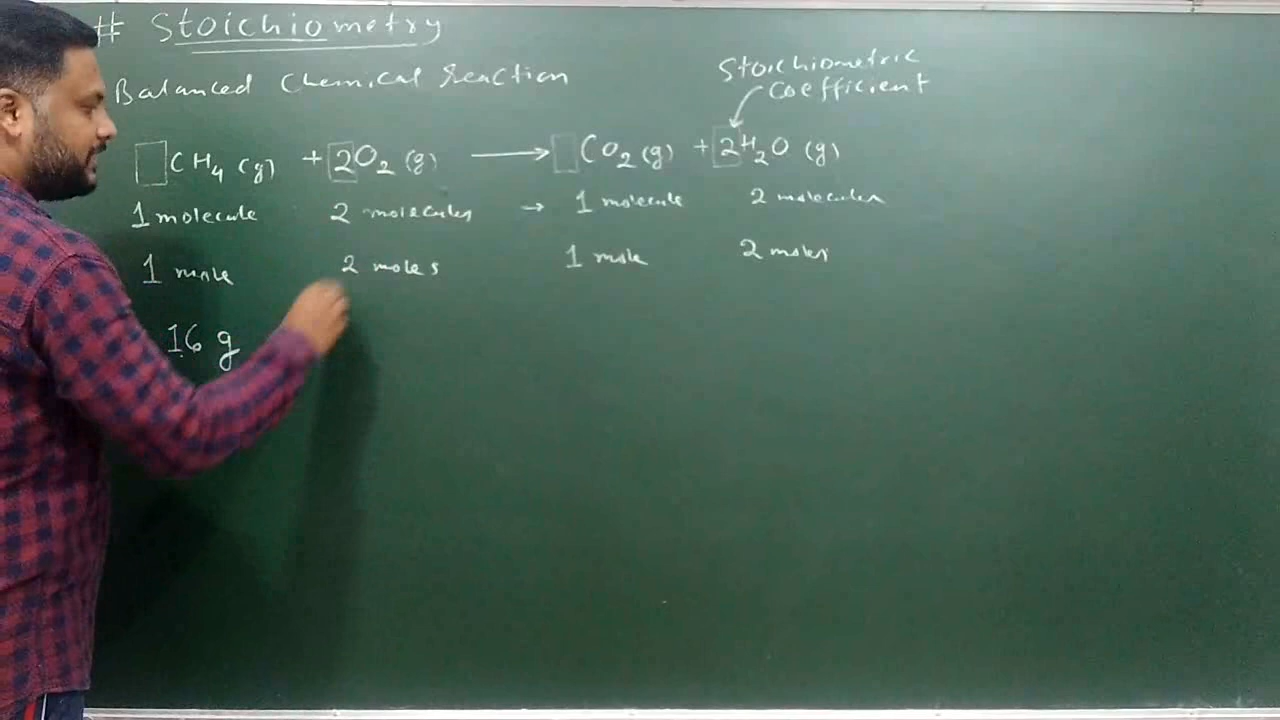 # Stoichiometry
Balanced Chemical Reaction
Stoichiometric
Coefficient
CH4 (g) + 2O2 (g) ⟶ CO2 (g) + 2H2O (g)
1 molecule 2 molecules → 1 molecule 2 molecules
1 mole 2 moles 1 mole 2 moles
16 g